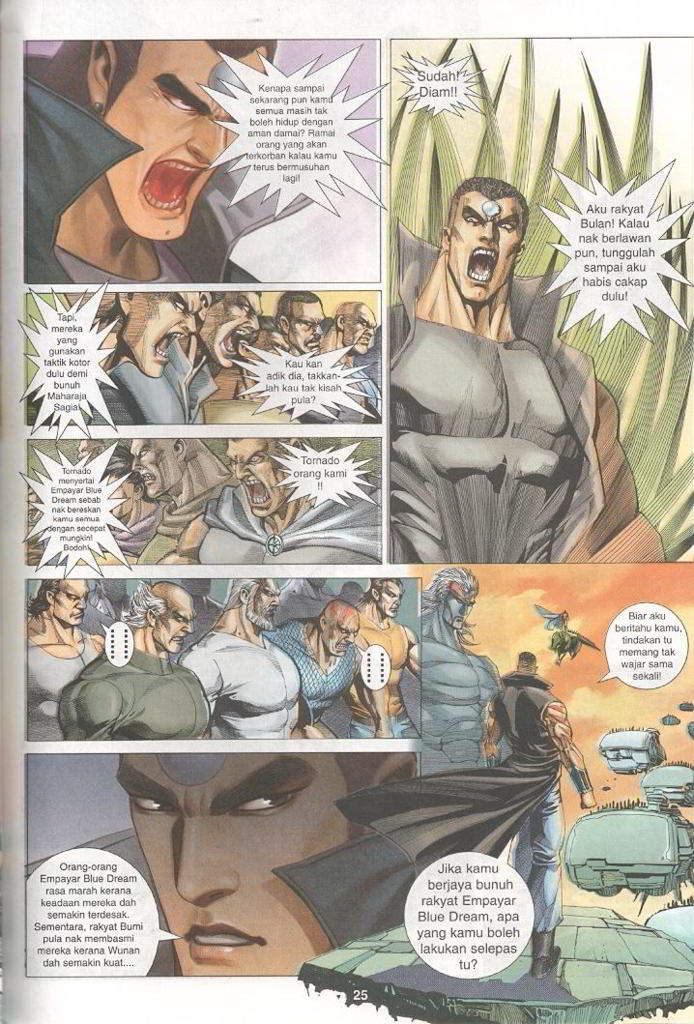 Kenapa sampai
sekarang pun kamu
semua masih tak
boleh hidup dengan
aman damai? Ramai
orang yang akan
terkorban kalau kamu
terus bermusuhan
lagi!
Sudah!
Diam!!
Aku rakyat
Bulan! Kalau
nak berlawan
pun, tunggulah
sampai aku
habis cakap
dulu!
Tapi,
mereka
yang
gunakan
taktik kotor
dulu demi
bunuh
Maharaja
Sagia!
Kau kan
adik dia, takkan-
lah kau tak kisah
pula?
Tornado
menyertai
Empayar Blue
Dream sebab
nak bereskan
kamu semua
dengan secepat
mungkin!
Bodoh!
Tornado
orang kami
!!
......
......
Biar aku
beritahu kamu,
tindakan tu
memang tak
wajar sama
sekali!
Orang-orang
Empayar Blue Dream
rasa marah kerana
keadaan mereka dah
semakin terdesak.
Sementara, rakyat Bumi
pula nak membasmi
mereka kerana Wunan
dah semakin kuat....
Jika kamu
berjaya bunuh
rakyat Empayar
Blue Dream, apa
yang kamu boleh
lakukan selepas
tu?
25